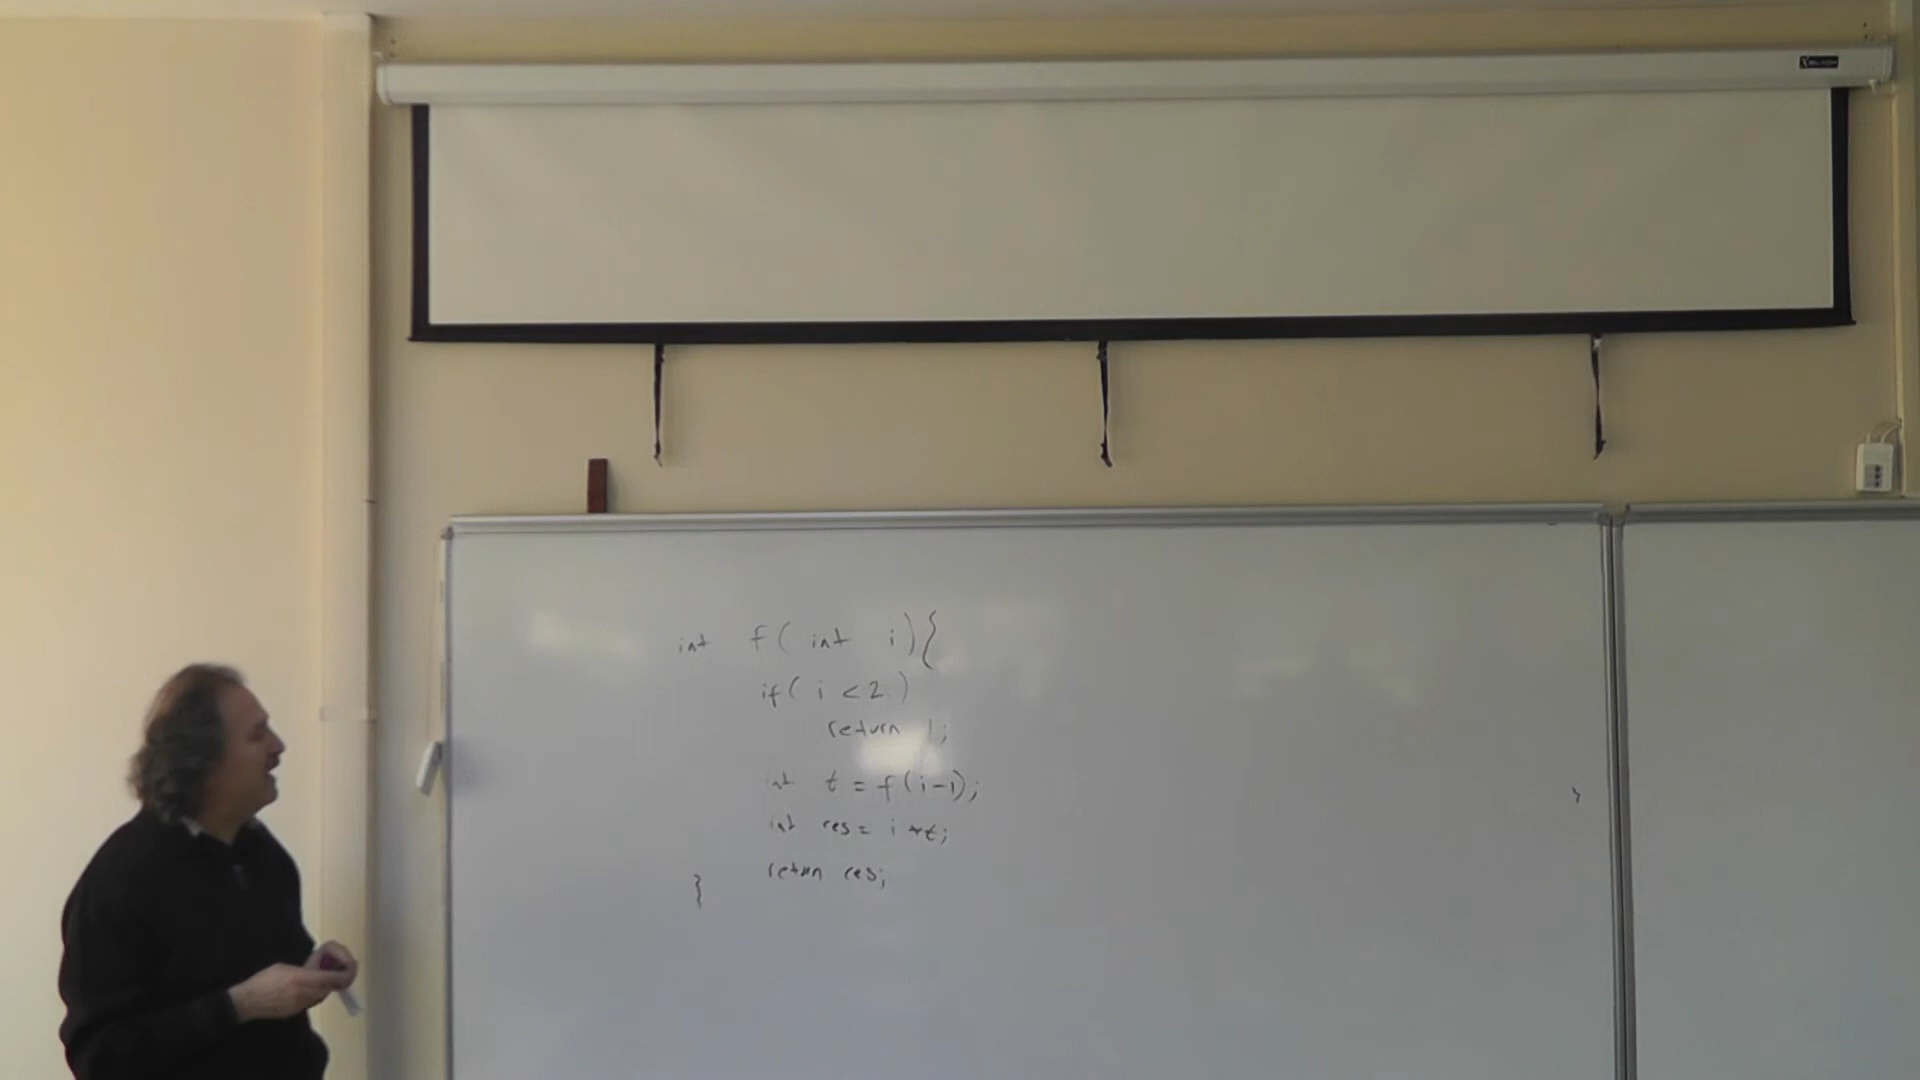 int f( int i){
if( i < 2 )
return 1;
int t = f(i-1);
int res = i *t;
return res;
}